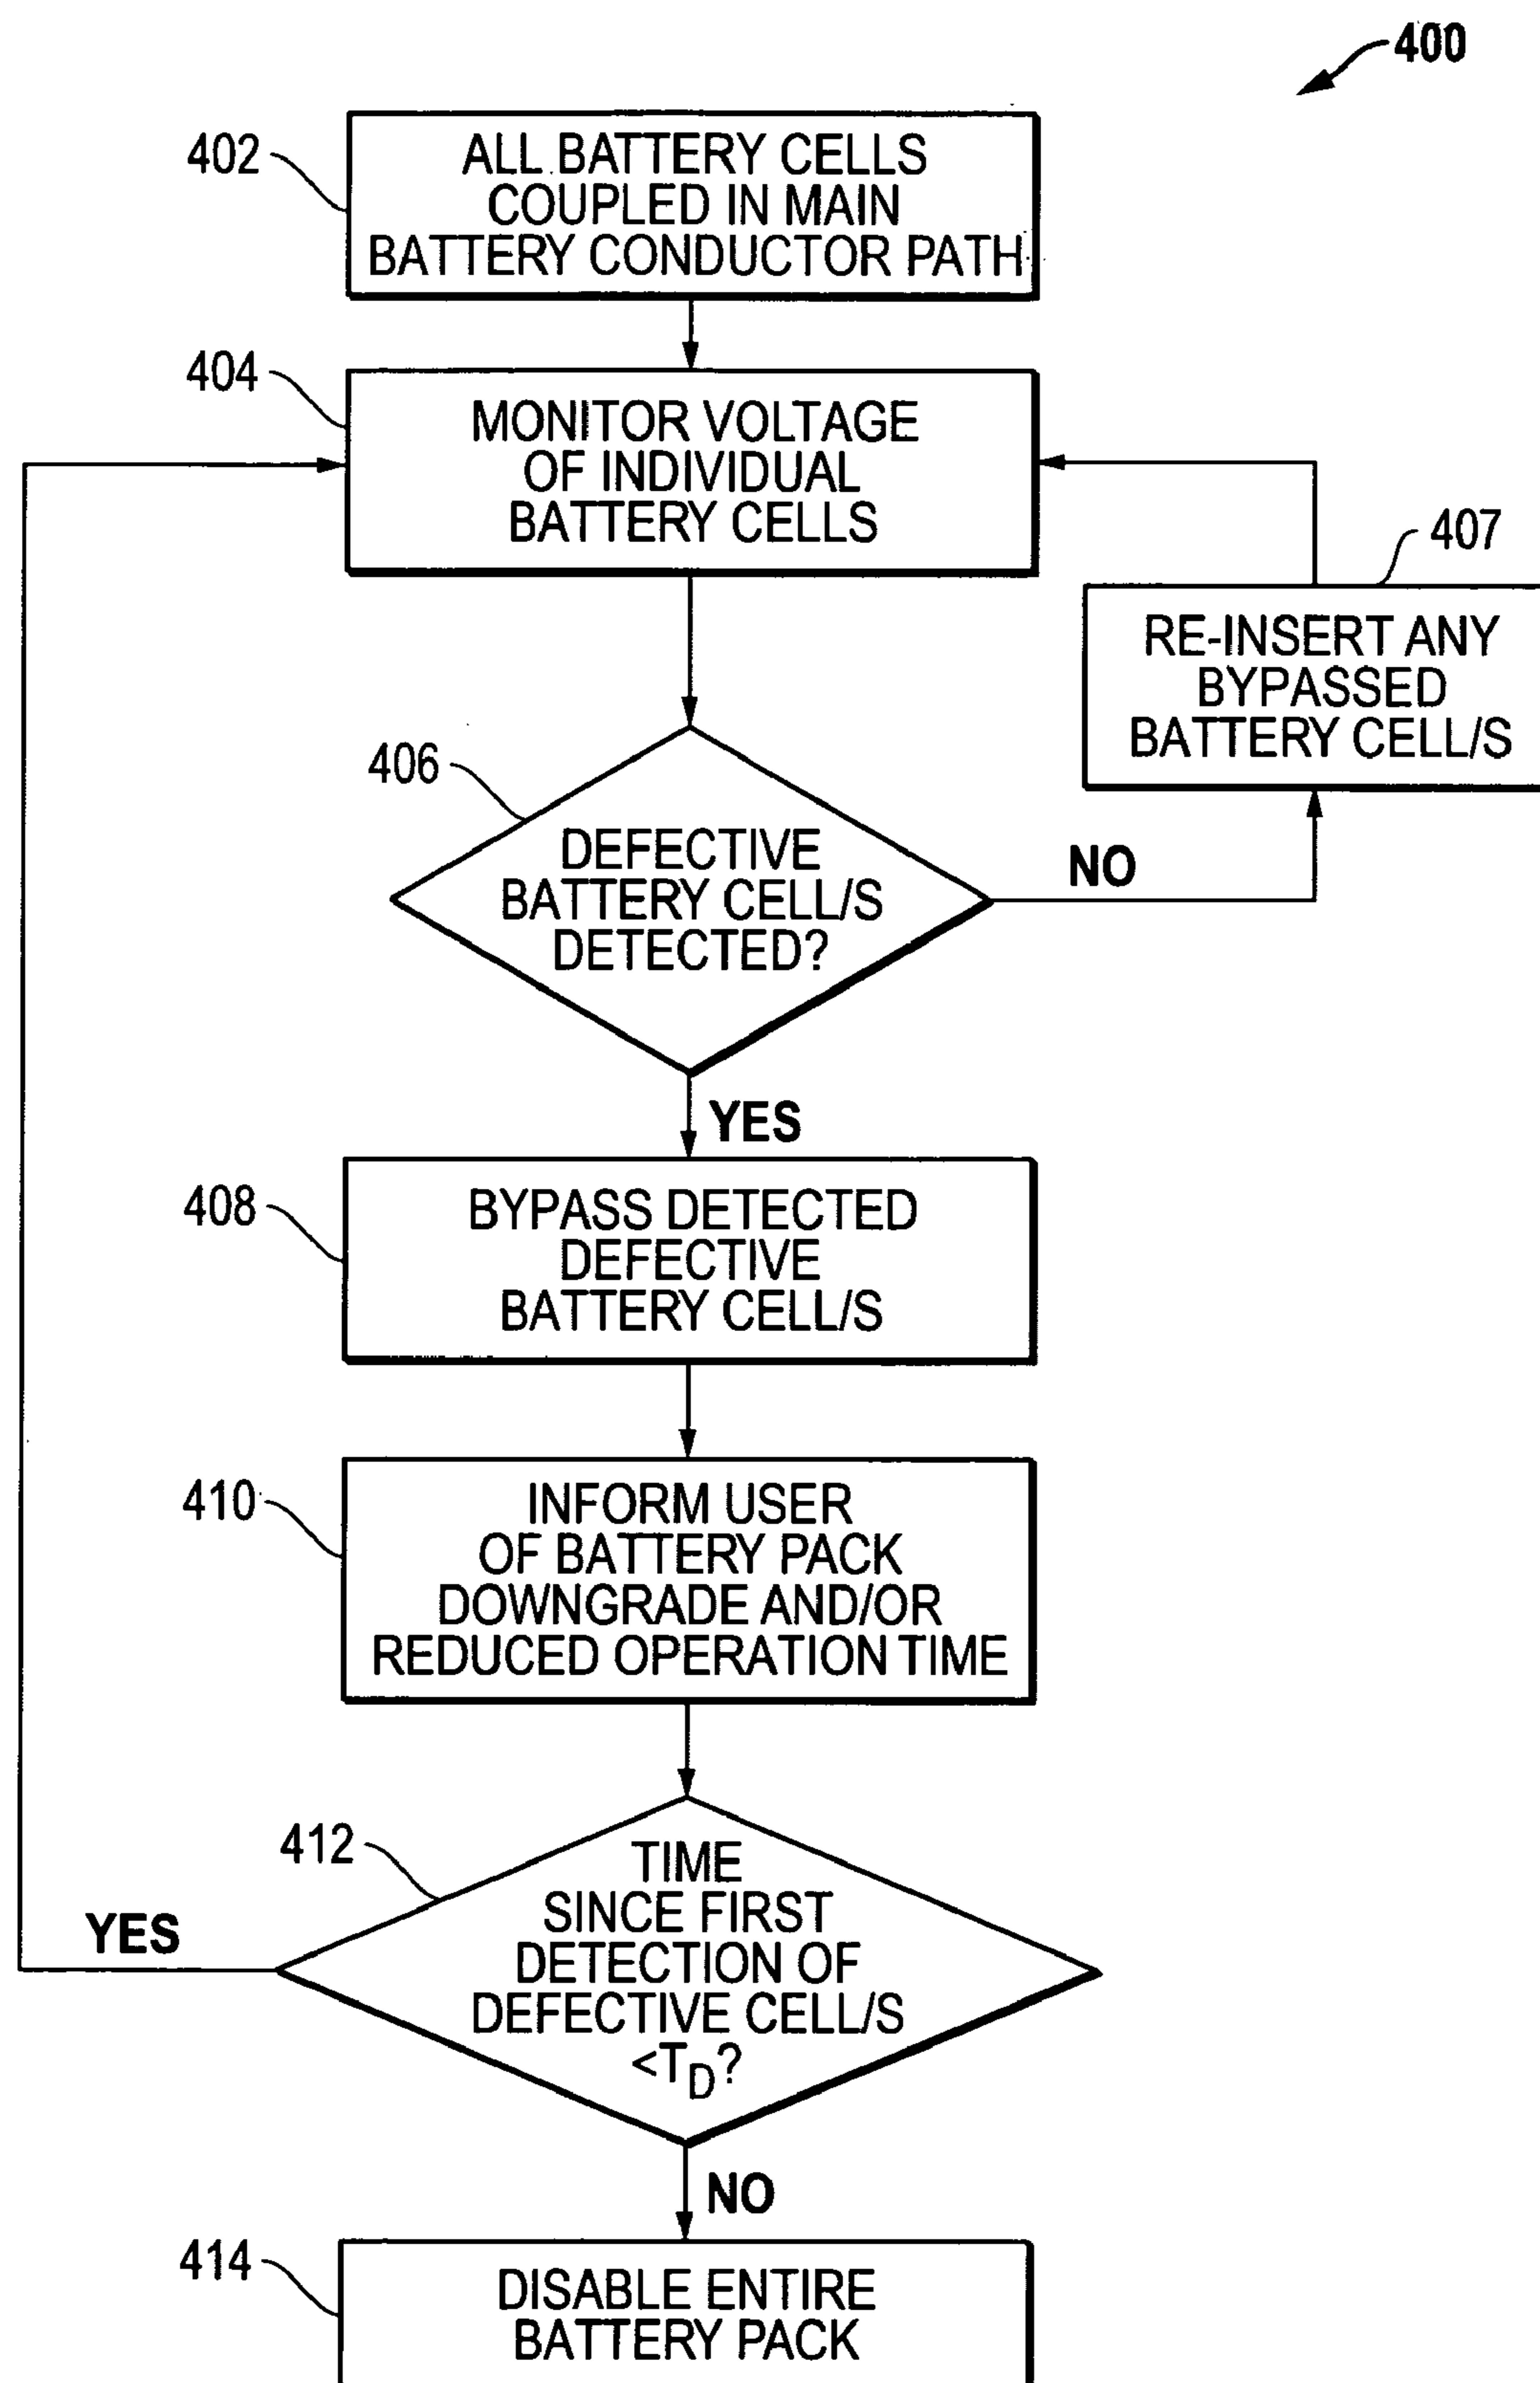 400
402
ALL BATTERY CELLS
COUPLED IN MAIN
BATTERY CONDUCTOR PATH
404
MONITOR VOLTAGE
OF INDIVIDUAL
BATTERY CELLS
407
RE-INSERT ANY
BYPASSED
BATTERY CELL/S
406
DEFECTIVE
BATTERY CELL/S
DETECTED?
NO
YES
408
BYPASS DETECTED
DEFECTIVE
BATTERY CELL/S
410
INFORM USER
OF BATTERY PACK
DOWNGRADE AND/OR
REDUCED OPERATION TIME
412
TIME
SINCE FIRST
DETECTION OF
DEFECTIVE CELL/S
<TD?
YES
NO
414
DISABLE ENTIRE
BATTERY PACK